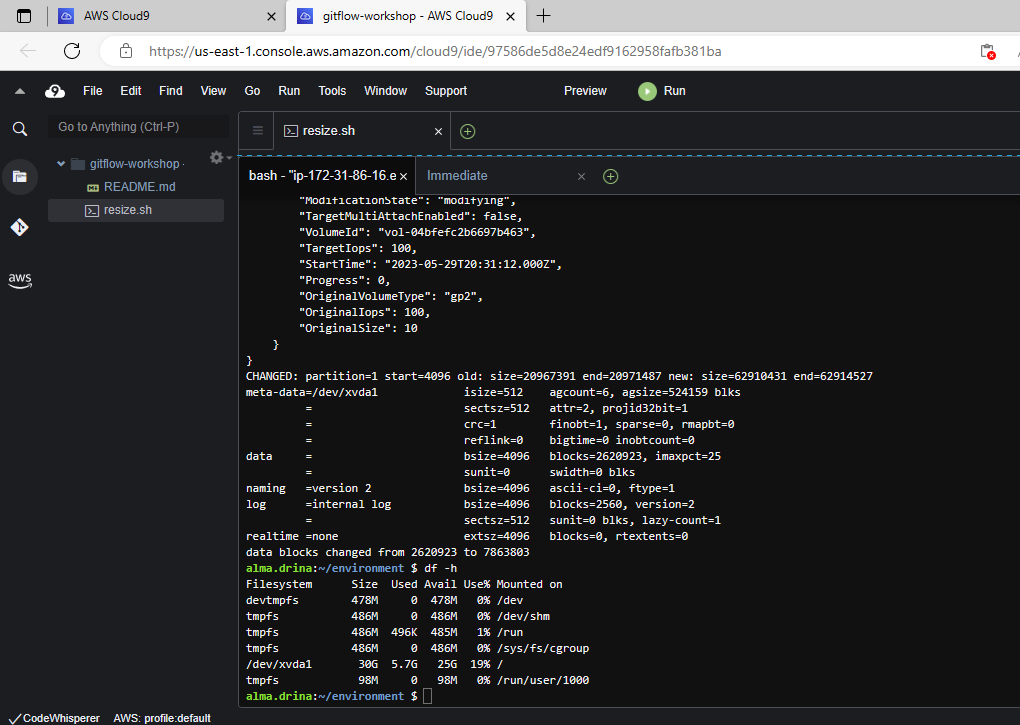 AWS Cloud9
gitflow-workshop - AWS Cloud9
https://us-east-1.console.aws.amazon.com/cloud9/ide/97586de5d8e24edf9162958fafb381ba
9 File Edit Find View Go Run Tools Window Support Preview Run
Go to Anything (Ctrl-P)
resize.sh
gitflow-workshop
README.md
resize.sh
aws
bash - "ip-172-31-86-16.e
Immediate
"ModificationState": "modifying",
"TargetMultiAttachEnabled": false,
"VolumeId": "vol-04bfefc2b6697b463",
"TargetIops": 100,
"StartTime": "2023-05-29T20:31:12.000Z",
"Progress": 0,
"OriginalVolumeType": "gp2",
"OriginalIops": 100,
"OriginalSize": 10
}
}
CHANGED: partition=1 start=4096 old: size=20967391 end=20971487 new: size=62910431 end=62914527
meta-data=/dev/xvda1 isize=512 agcount=6, agsize=524159 blks
= sectsz=512 attr=2, projid32bit=1
= crc=1 finobt=1, sparse=0, rmapbt=0
= reflink=0 bigtime=0 inobtcount=0
data = bsize=4096 blocks=2620923, imaxpct=25
= sunit=0 swidth=0 blks
naming =version 2 bsize=4096 ascii-ci=0, ftype=1
log =internal log bsize=4096 blocks=2560, version=2
= sectsz=512 sunit=0 blks, lazy-count=1
realtime =none extsz=4096 blocks=0, rtextents=0
data blocks changed from 2620923 to 7863803
alma.drina:~/environment $ df -h
Filesystem Size Used Avail Use% Mounted on
devtmpfs 478M 0 478M 0% /dev
tmpfs 486M 0 486M 0% /dev/shm
tmpfs 486M 496K 485M 1% /run
tmpfs 486M 0 486M 0% /sys/fs/cgroup
/dev/xvda1 30G 5.7G 25G 19% /
tmpfs 98M 0 98M 0% /run/user/1000
alma.drina:~/environment $
CodeWhisperer AWS: profile:default